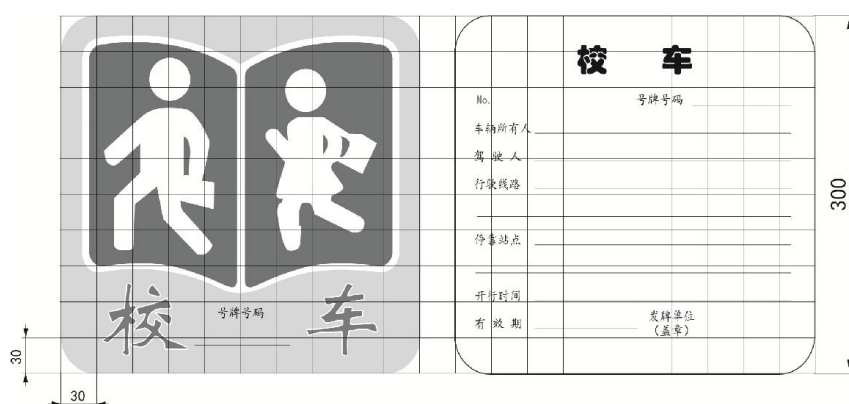 校 车
号牌号码
30
30
校 车
No. 号牌号码
车辆所有人
驾驶人
行驶线路
停靠站点
开行时间
有效期 发牌单位
(盖章)
300